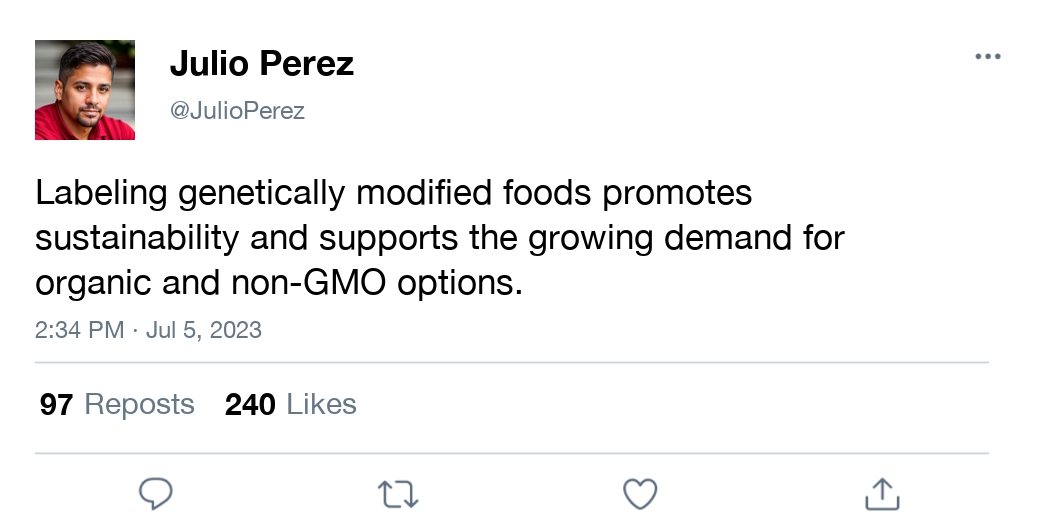 Julio Perez
@JulioPerez
Labeling genetically modified foods promotes
sustainability and supports the growing demand for
organic and non-GMO options.
2:34 PM · Jul 5, 2023
97 Reposts 240 Likes